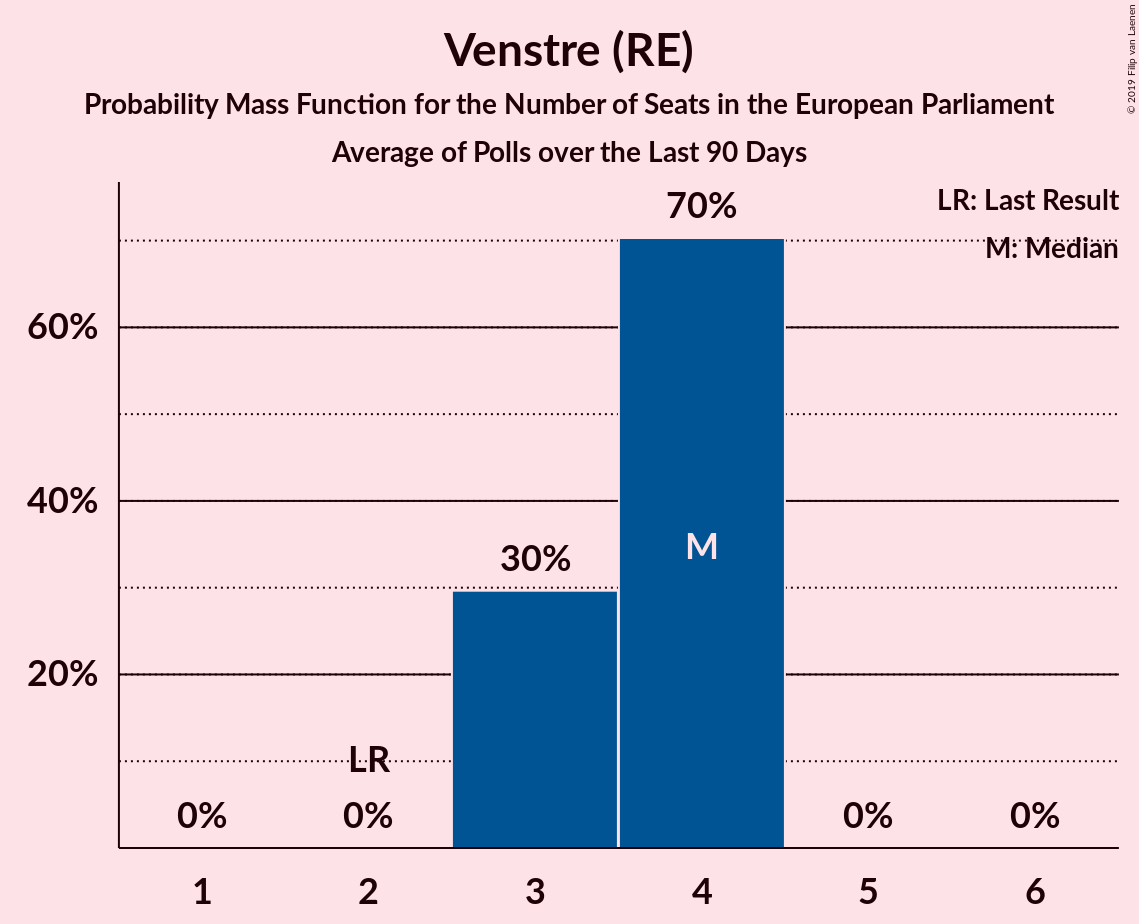 Venstre (RE)
Probability Mass Function for the Number of Seats in the European Parliament
Average of Polls over the Last 90 Days
© 2019 Filip van Laenen
LR: Last Result
M: Median
70%
60%
40%
30%
20%
M
LR
0%
0%
0%
0%
1 2 3 4 5 6